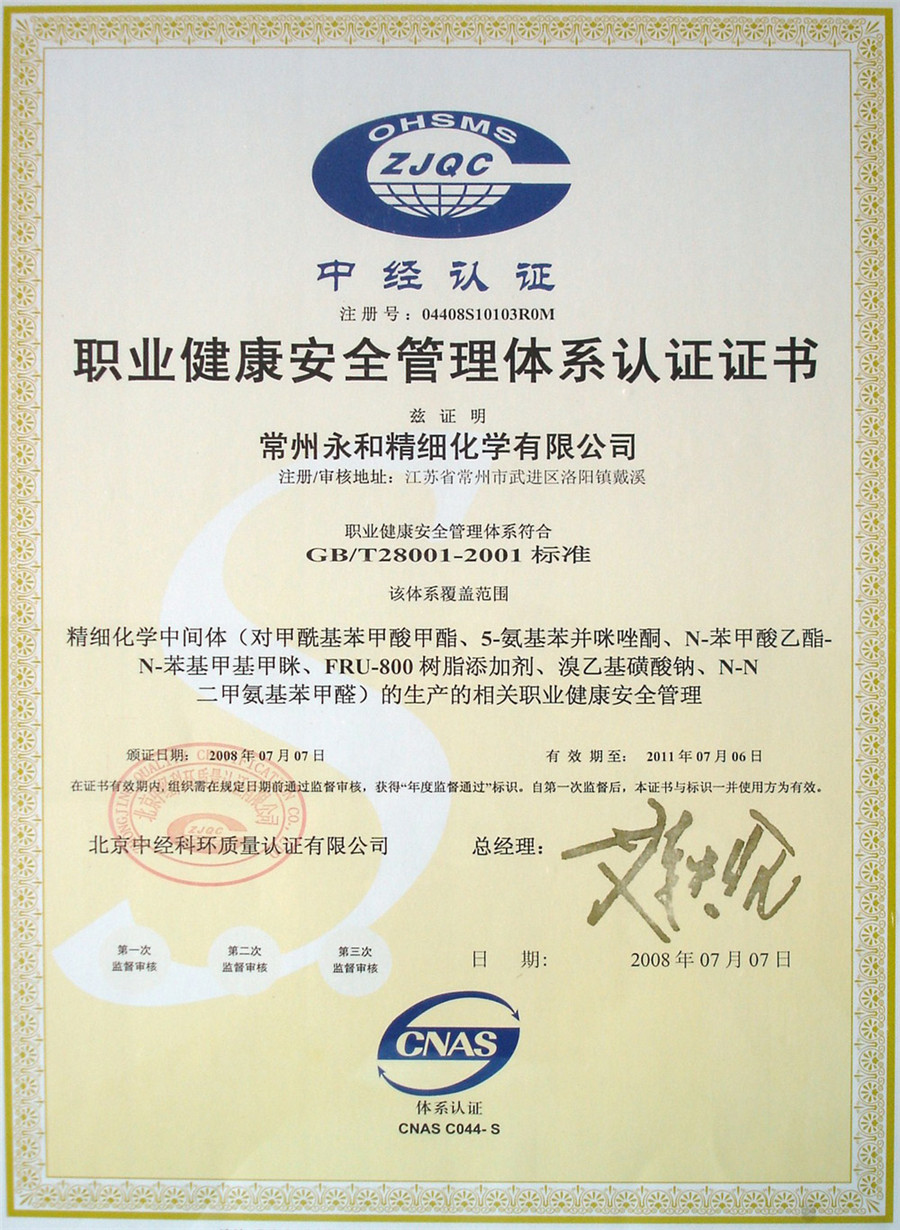 OHSMS
ZJQC
中经认证
注册号：04408S10103R0M
职业健康安全管理体系认证证书
兹证明
常州永和精细化学有限公司
注册/审核地址：江苏省常州市武进区洛阳镇戴溪
职业健康安全管理体系符合
GB/T28001-2001 标准
该体系覆盖范围
精细化学中间体（对甲酰基苯甲酸甲酯、5-氨基苯并咪唑酮、N-苯甲酸乙酯-
N-苯基甲基甲咪、FRU-800 树脂添加剂、溴乙基磺酸钠、N-N
二甲氨基苯甲醛）的生产的相关职业健康安全管理
颁证日期： 2008 年 07 月 07 日 有 效 期 至： 2011 年 07 月 06 日
在证书有效期内,组织需在规定日期前通过监督审核，获得“年度监督通过”标识。自第一次监督后，本证书与标识一并使用方为有效。
ZJQC
北京中经科环质量认证有限公司 总经理：
第一次 第二次 第三次
监督审核 监督审核 监督审核
日 期: 2008 年 07 月 07 日
CNAS
体系认证
CNAS C044- S